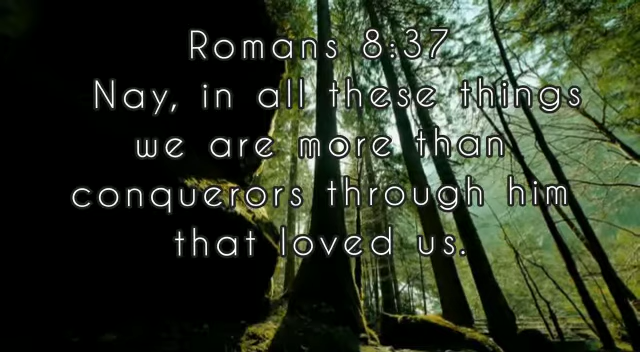 Romans 8:37
Nay, in all these things
we are more than
conquerors through him
that loved us.